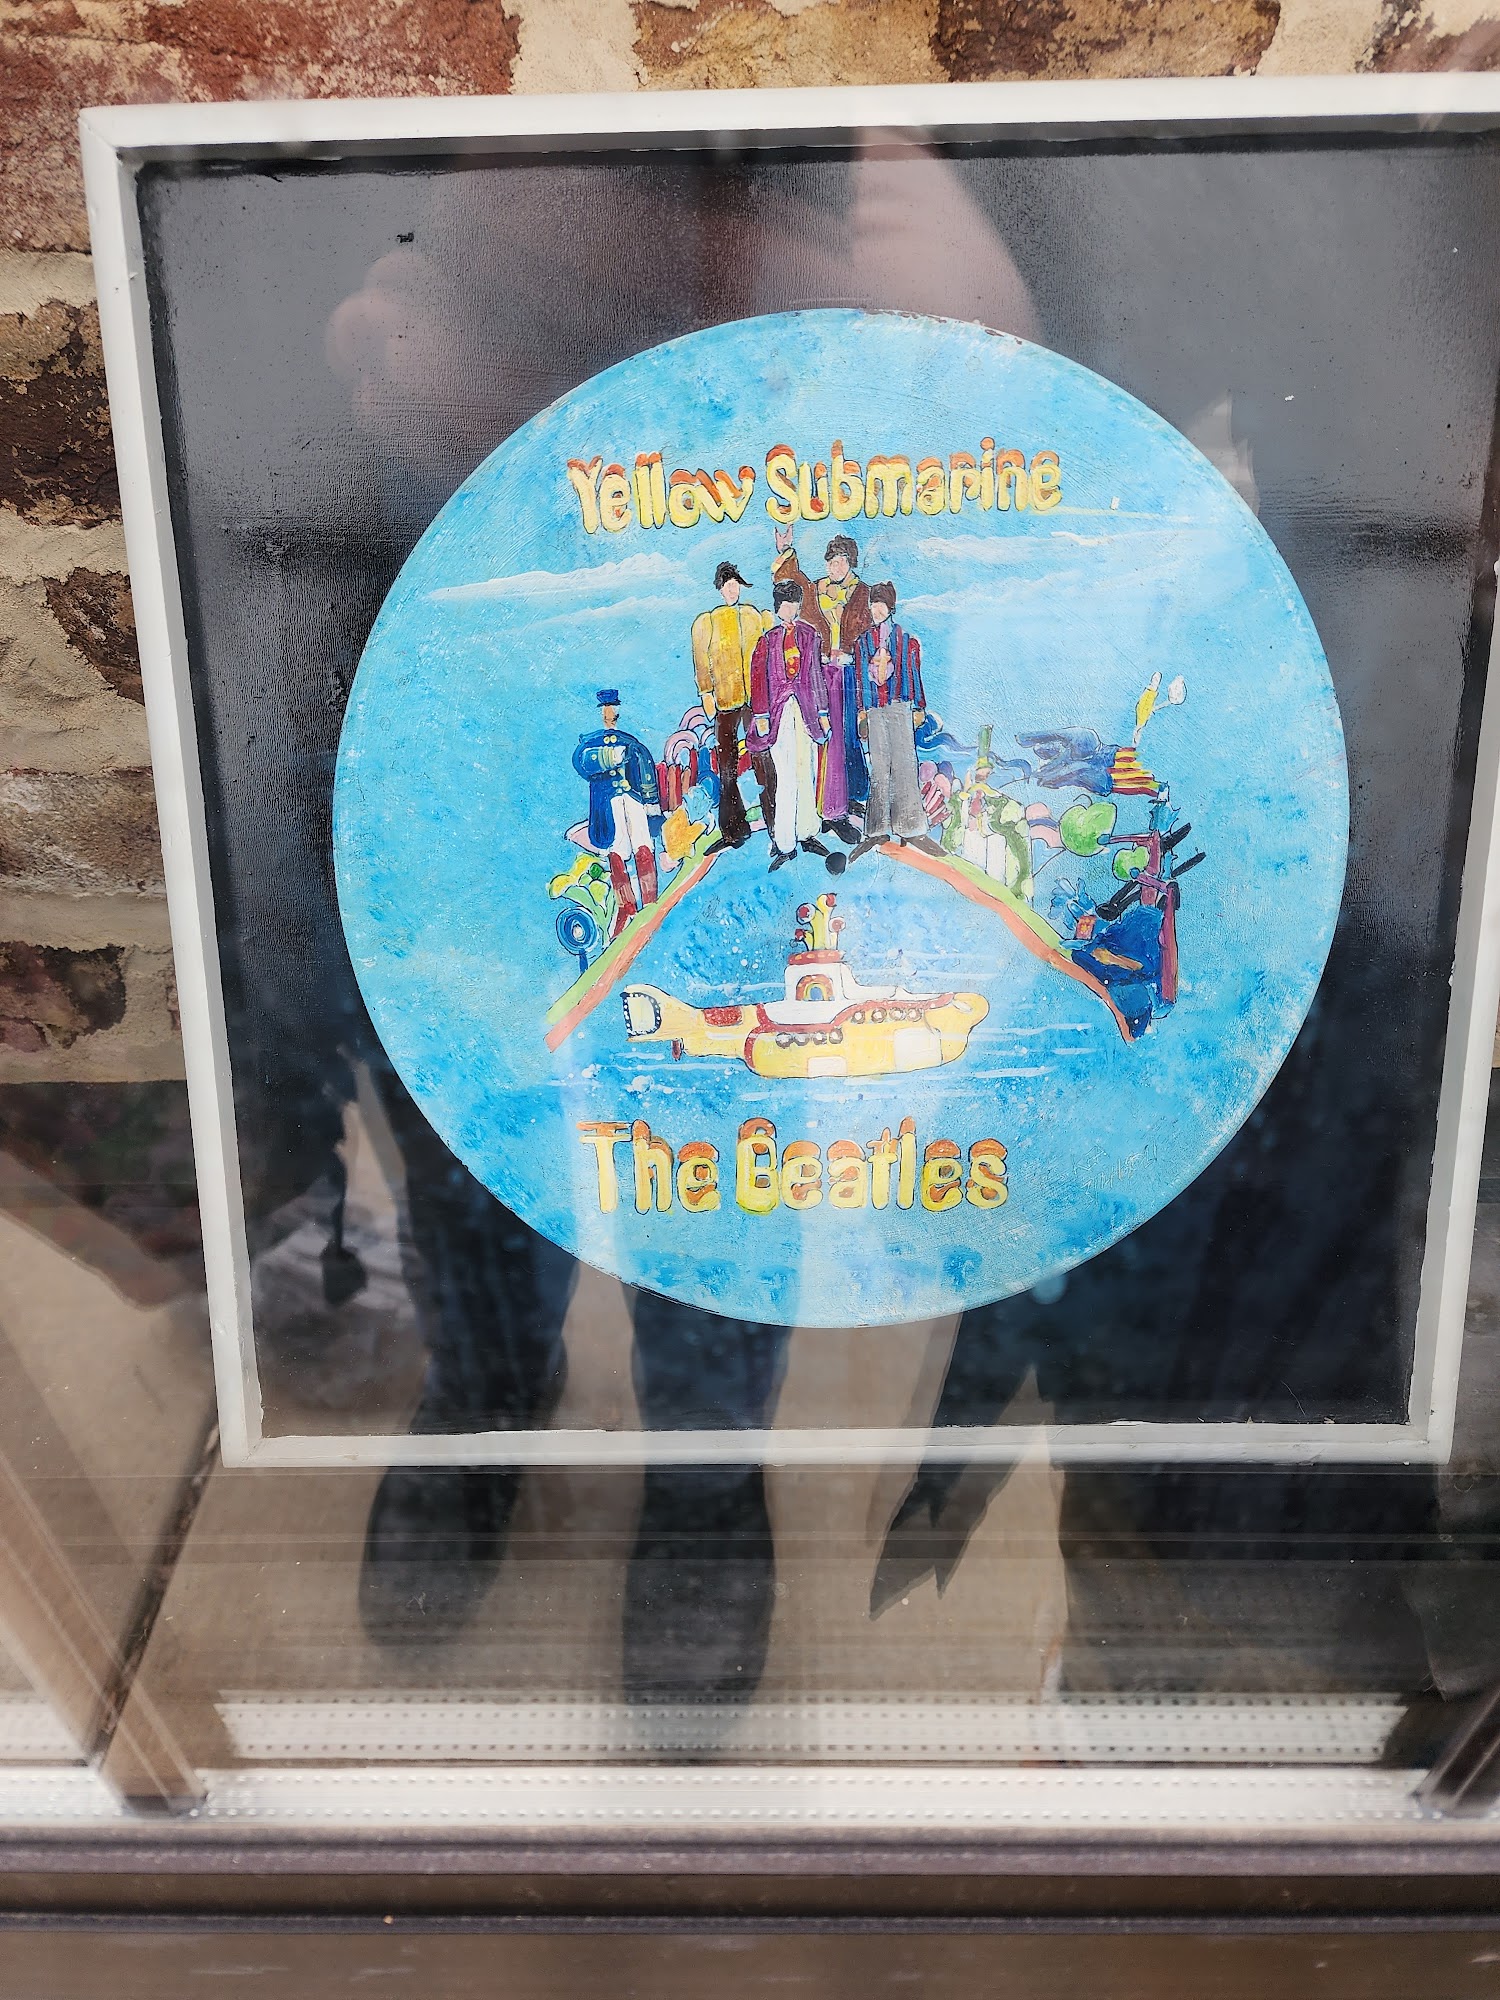 Yellow Submarine
The Beatles